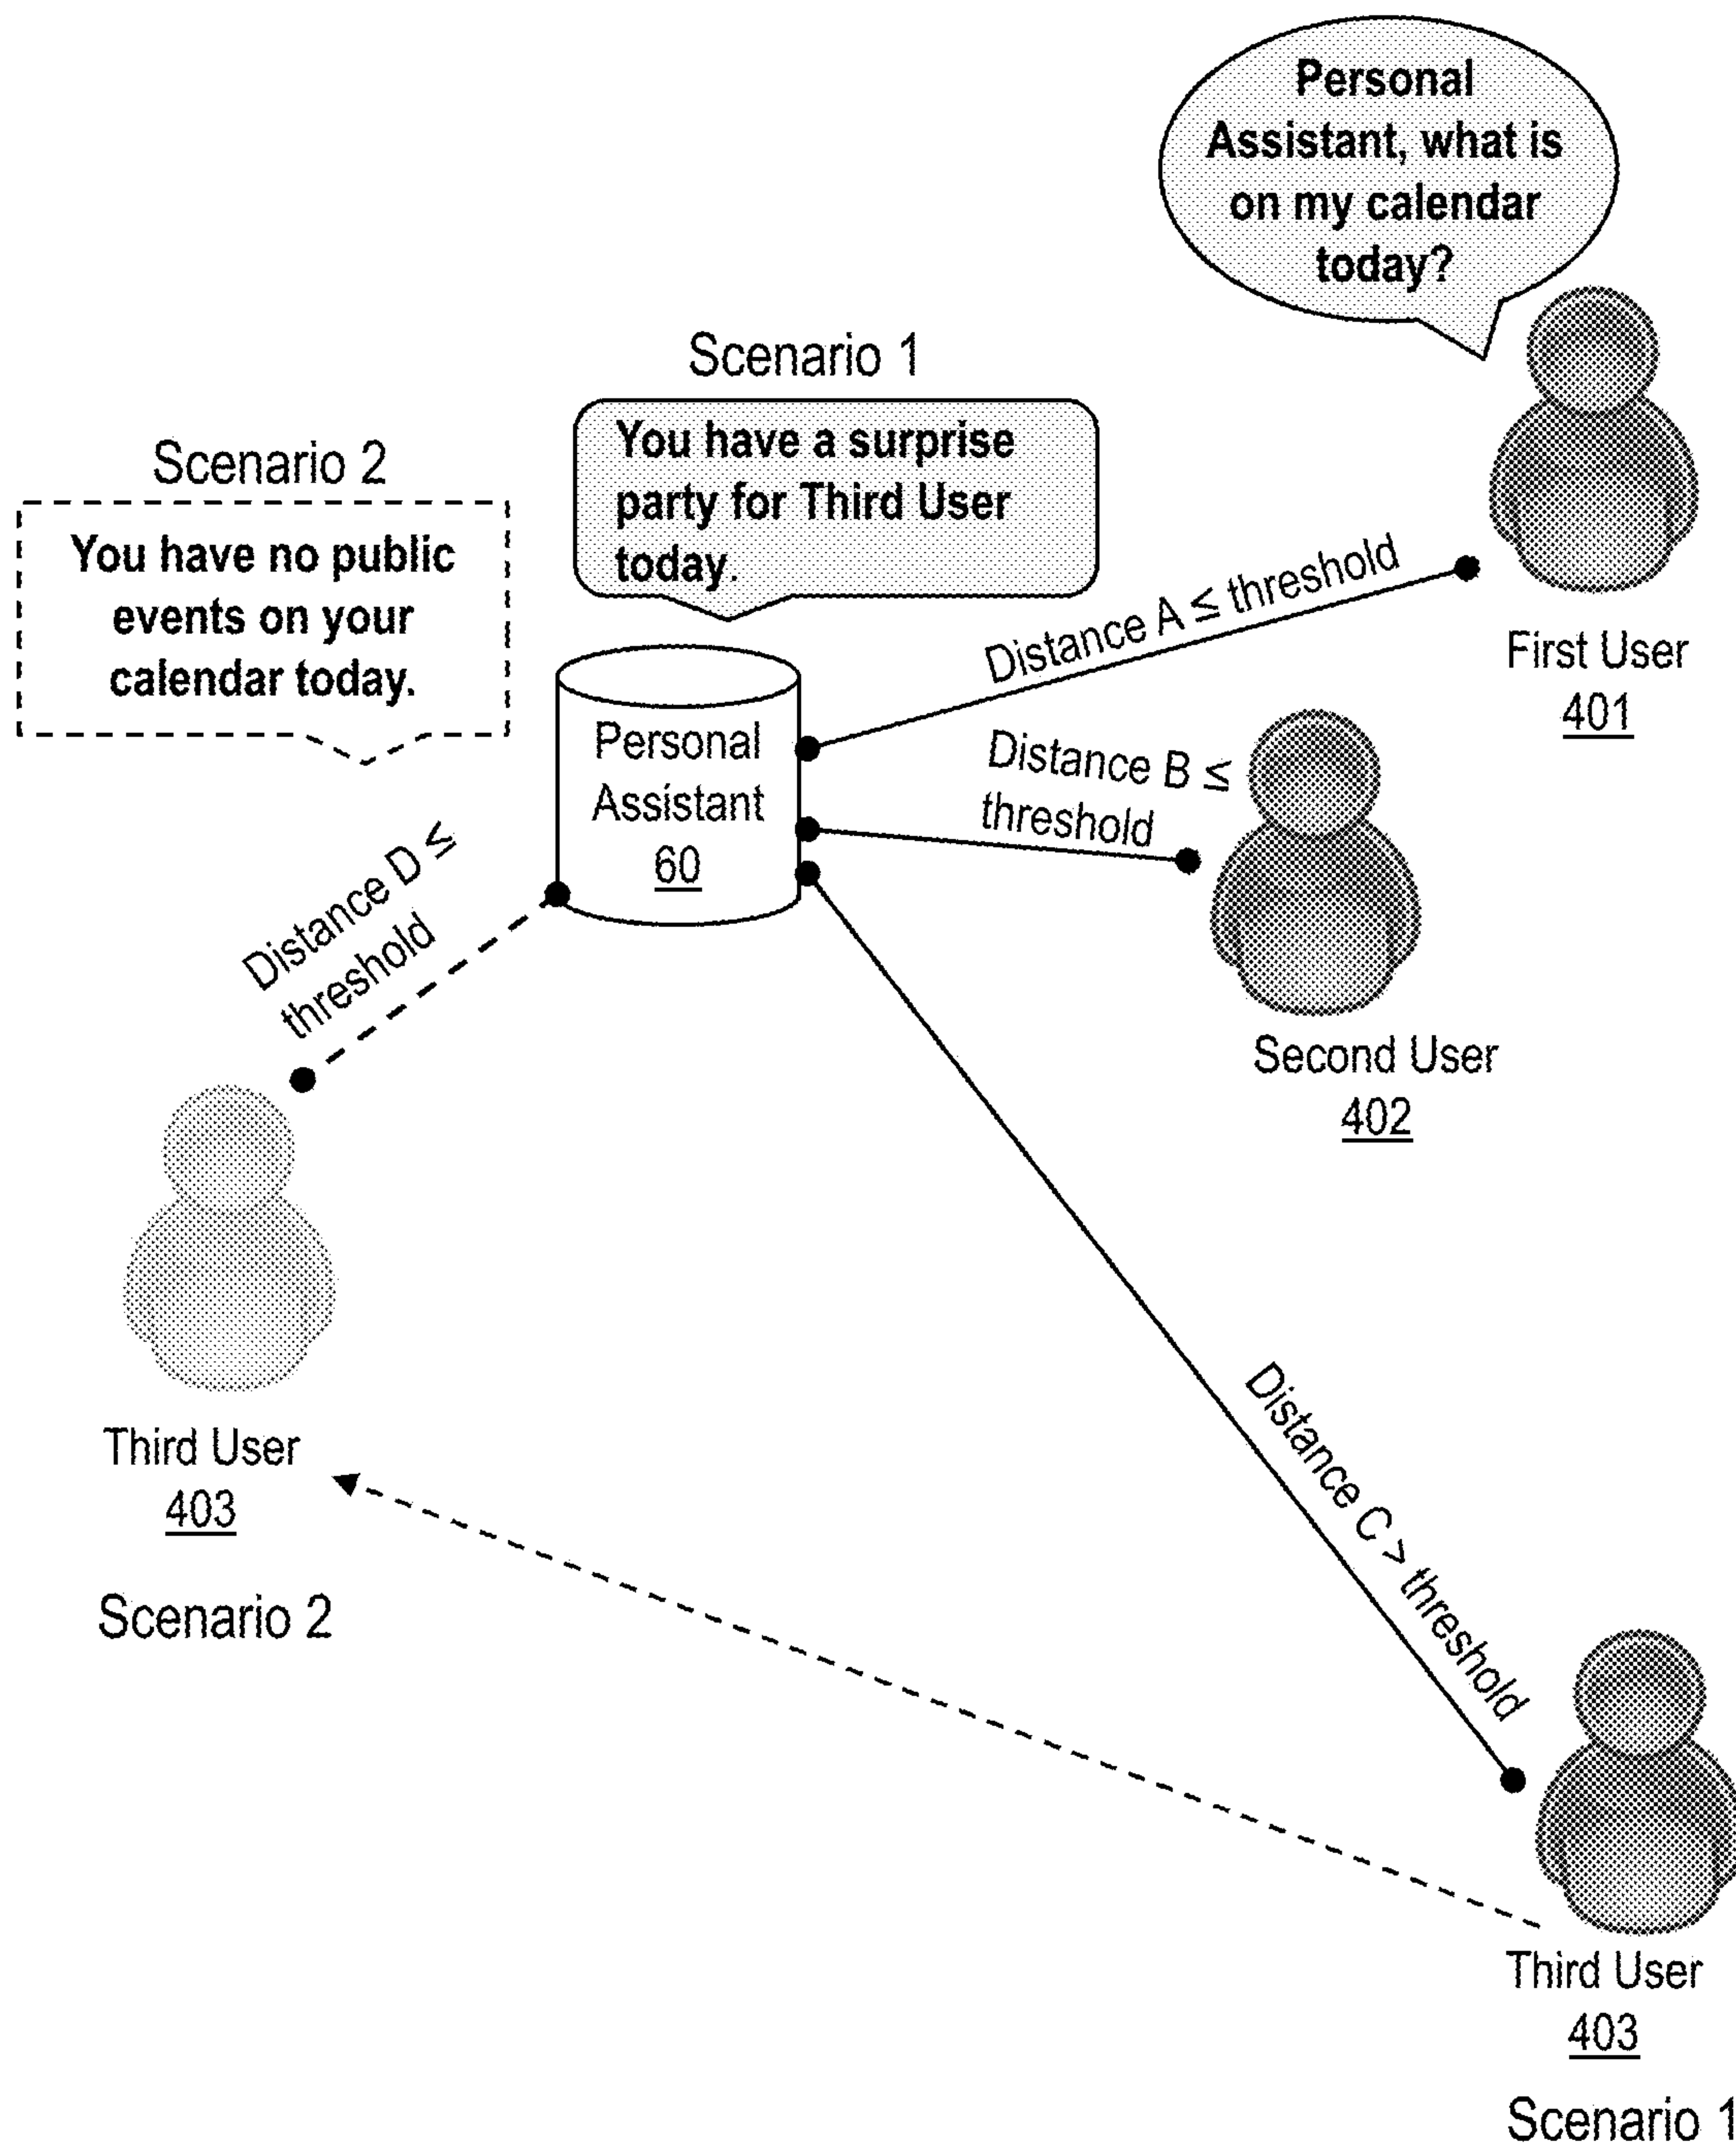 Personal
Assistant, what is
on my calendar
today?
Scenario 1
You have a surprise
party for Third User
today.
Scenario 2
You have no public
events on your
calendar today.
Distance A ≤ threshold
First User
401
Personal
Assistant
60
Distance B ≤
threshold
Second User
402
Distance D ≤
threshold
Third User
403
Scenario 2
Distance C > threshold
Third User
403
Scenario 1